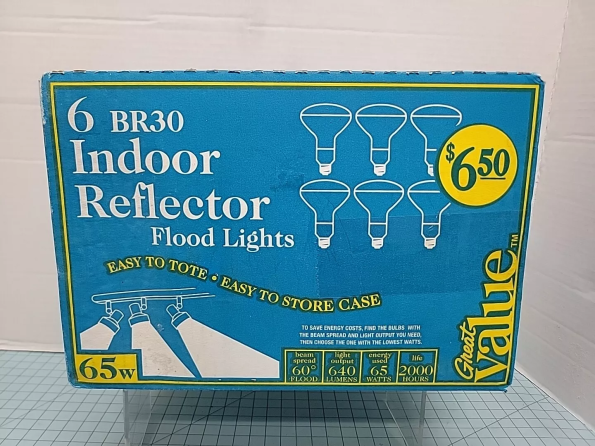 6 BR30
Indoor
Reflector
Flood Lights
$6.50
EASY TO TOTE • EASY TO STORE CASE
TO SAVE ENERGY COSTS, FIND THE BULBS WITH
THE BEAM SPREAD AND LIGHT OUTPUT YOU NEED,
THEN CHOOSE THE ONE WITH THE LOWEST WATTS.
65W
beam
spread
60°
FLOOD
light
output
640
LUMENS
energy
used
65
WATTS
life
2000
HOURS
Great
Value™